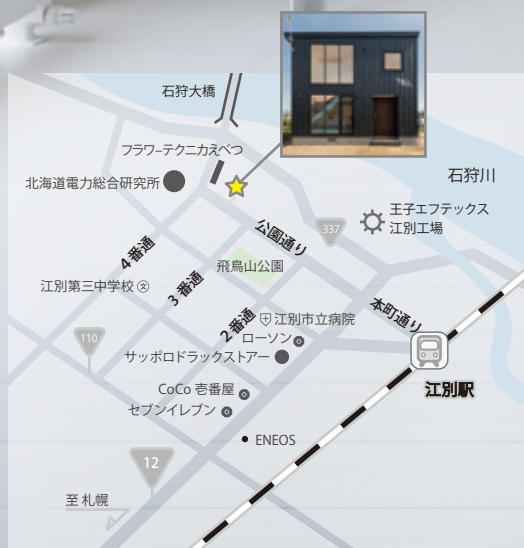 石狩大橋
フラワーテクニカえべつ
北海道電力総合研究所
石狩川
王子エフテックス
江別工場
337
公園通り
4番通
飛鳥山公園
江別第三中学校
文
3番通
2番通
江別市立病院
本町通り
ローソン
110
サッポロドラックストアー
江別駅
CoCo 壱番屋
セブンイレブン
ENEOS
12
至 札幌